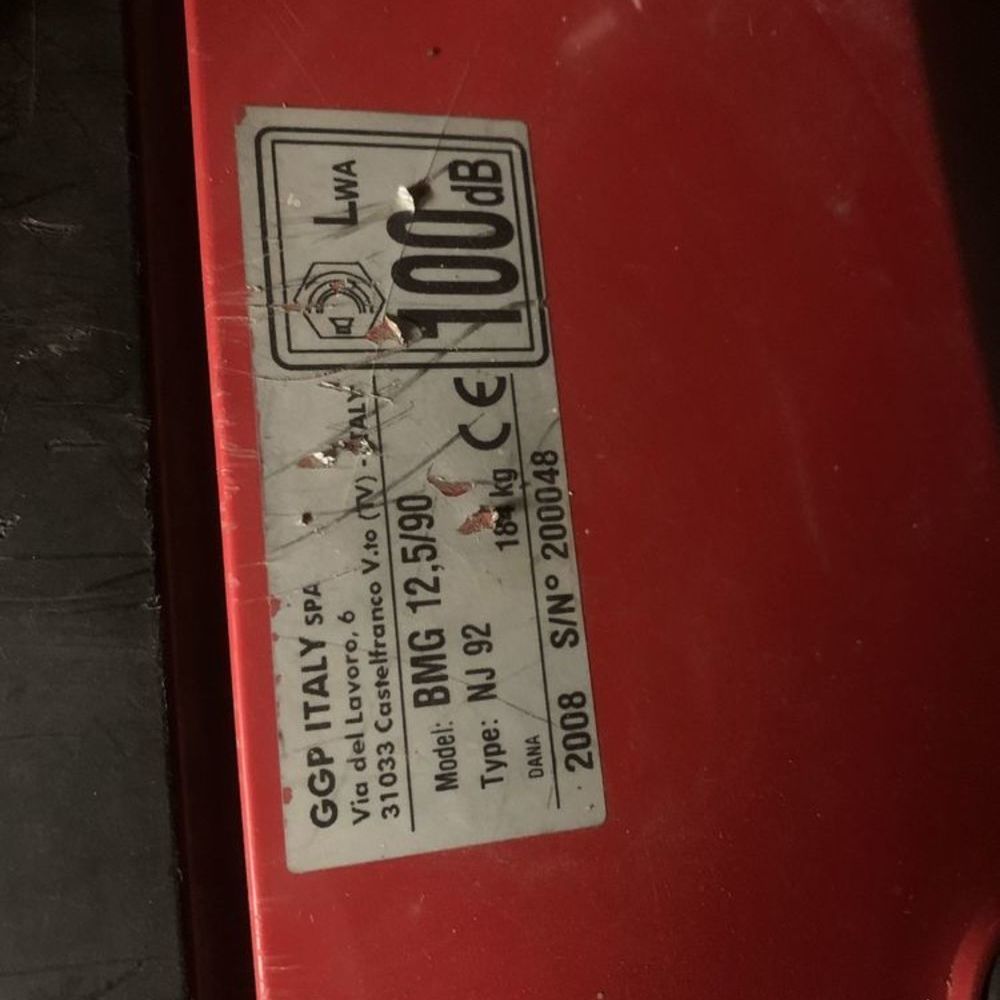 GGP ITALY SPA
Via del Lavoro, 6
31033 Castelfranco V.to (TV) - ITALY
Model: BMG 12,5/90
Type: NJ 92
kg
CE
DANA
2008 S/N° 200048
LWA
100dB